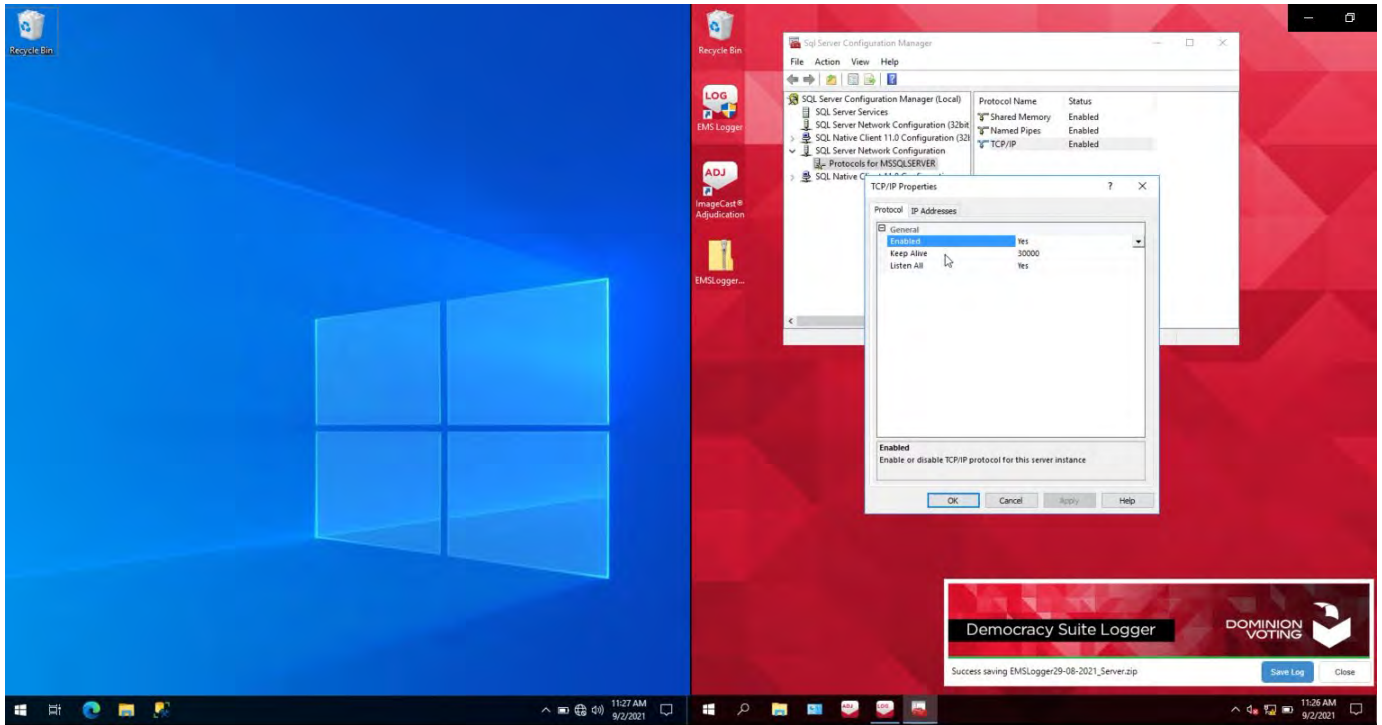 Recycle Bin
11:27 AM
9/2/2021
Recycle Bin
LOG
EMS Logger
ADJ
ImageCast®
Adjudication
EMSLogger...
Sql Server Configuration Manager
File Action View Help
SQL Server Configuration Manager (Local)
SQL Server Services
SQL Server Network Configuration (32bit
SQL Native Client 11.0 Configuration (32b
SQL Server Network Configuration
Protocols for MSSQLSERVER
SQL Native C
Protocol Name Status
Shared Memory Enabled
Named Pipes Enabled
TCP/IP Enabled
TCP/IP Properties
Protocol IP Addresses
General
Enabled Yes
Keep Alive 30000
Listen All Yes
Enabled
Enable or disable TCP/IP protocol for this server instance
OK Cancel Apply Help
Democracy Suite Logger
DOMINION
VOTING
Success saving EMSLogger29-08-2021_Server.zip
Save Log Close
ADJ LOG
11:26 AM
9/2/2021